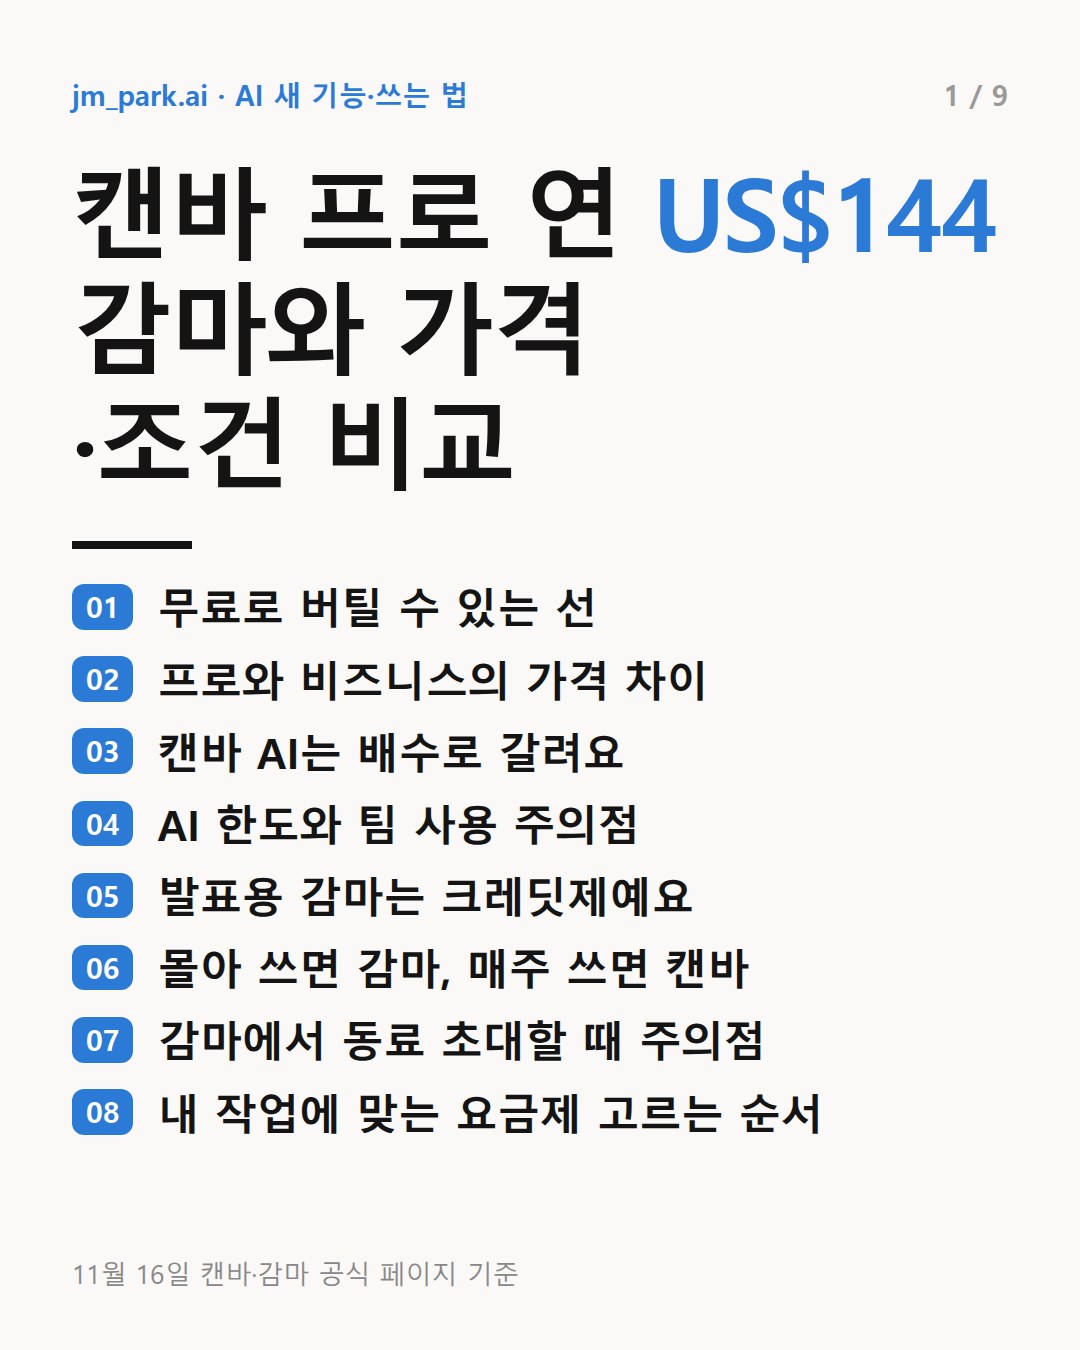 jm_park.ai · AI 새 기능·쓰는 법
1 / 9
캔바 프로 연 US$144
감마와 가격
·조건 비교
01 무료로 버틸 수 있는 선
02 프로와 비즈니스의 가격 차이
03 캔바 AI는 배수로 갈려요
04 AI 한도와 팀 사용 주의점
05 발표용 감마는 크레딧제예요
06 몰아 쓰면 감마, 매주 쓰면 캔바
07 감마에서 동료 초대할 때 주의점
08 내 작업에 맞는 요금제 고르는 순서
11월 16일 캔바·감마 공식 페이지 기준